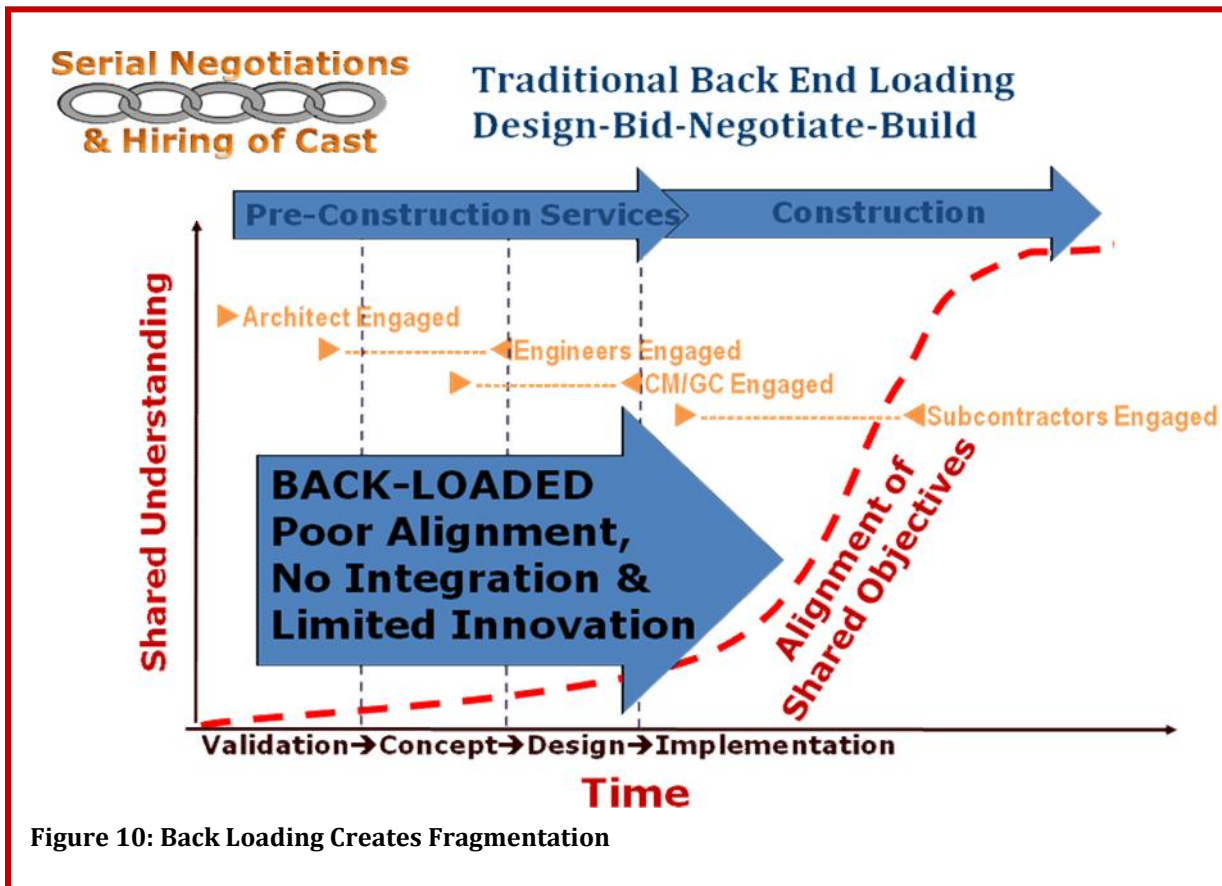 Serial Negotiations
& Hiring of Cast
Traditional Back End Loading
Design-Bid-Negotiate-Build
Pre-Construction Services
Construction
Shared Understanding
Architect Engaged
Engineers Engaged
CM/GC Engaged
Subcontractors Engaged
BACK-LOADED
Poor Alignment,
No Integration &
Limited Innovation
Alignment of
Shared Objectives
Validation→Concept→Design→Implementation
Time
Figure 10: Back Loading Creates Fragmentation